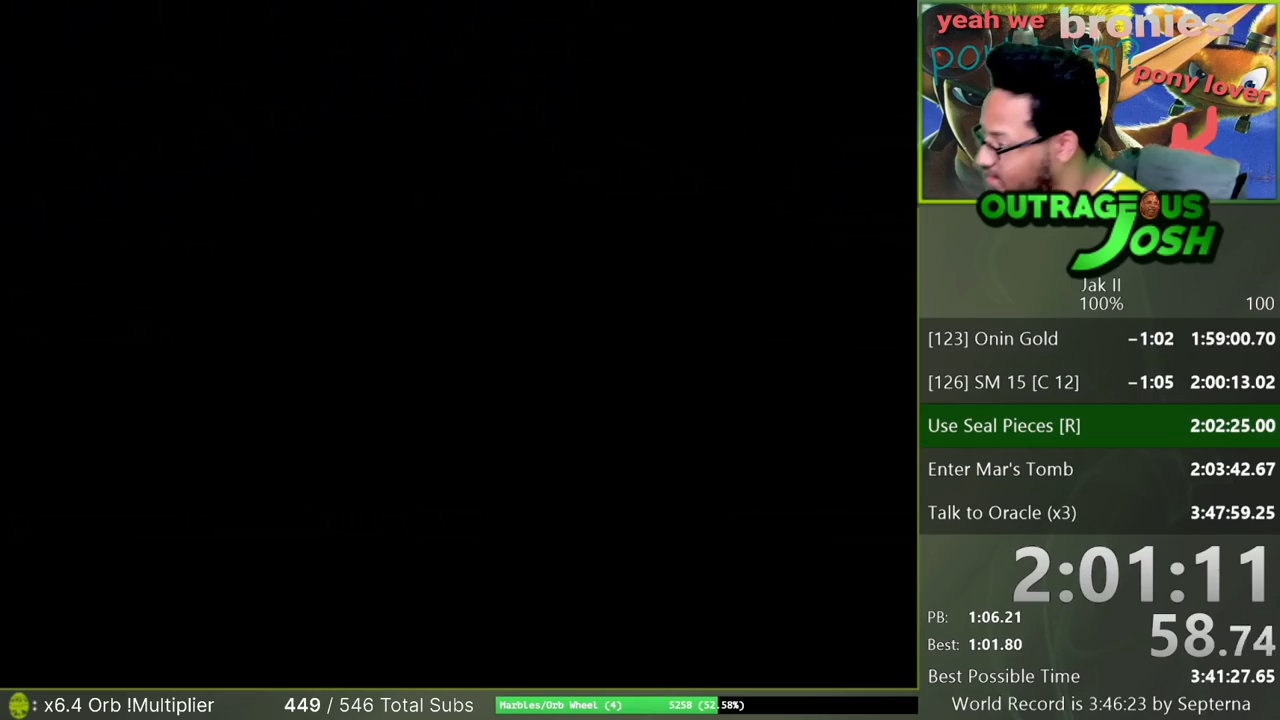 yeah we bronies
pony lover
OUTRAGEOUS
JOSH
Jak II
100% 100
[123] Onin Gold −1:02 1:59:00.70
[126] SM 15 [C 12] −1:05 2:00:13.02
Use Seal Pieces [R] 2:02:25.00
Enter Mar's Tomb 2:03:42.67
Talk to Oracle (x3) 3:47:59.25
2:01:11
PB: 1:06.21
58.74
Best: 1:01.80
Best Possible Time 3:41:27.65
World Record is 3:46:23 by Septerna
: x6.4 Orb !Multiplier 449 / 546 Total Subs Marbles/Orb Wheel (4) 5258 (52.58%)